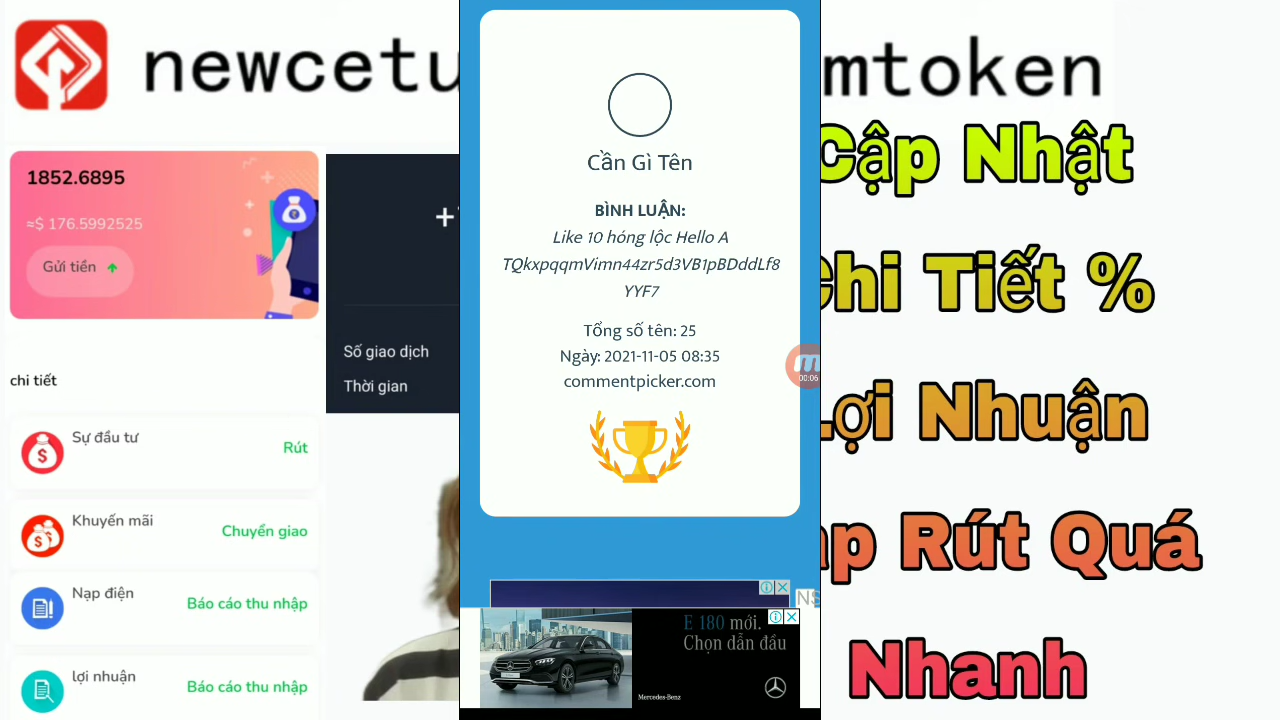 newcetu
mtoken
1852.6895
≈$ 176.5992525
Gửi tiền
chi tiết
Sự đầu tư
Rút
Khuyến mãi
Chuyển giao
Nạp điện
Báo cáo thu nhập
lợi nhuận
Báo cáo thu nhập
Số giao dịch
Thời gian
Cần Gì Tên
BÌNH LUẬN:
Like 10 hóng lộc Hello A
TQkxpqqmVimn44zr5d3VB1pBDddLf8
YYF7
Tổng số tên: 25
Ngày: 2021-11-05 08:35
commentpicker.com
00:06
E 180 mới.
Chọn dẫn đầu
Mercedes-Benz
Cập Nhật
Chi Tiết %
Lợi Nhuận
ạp Rút Quá
Nhanh